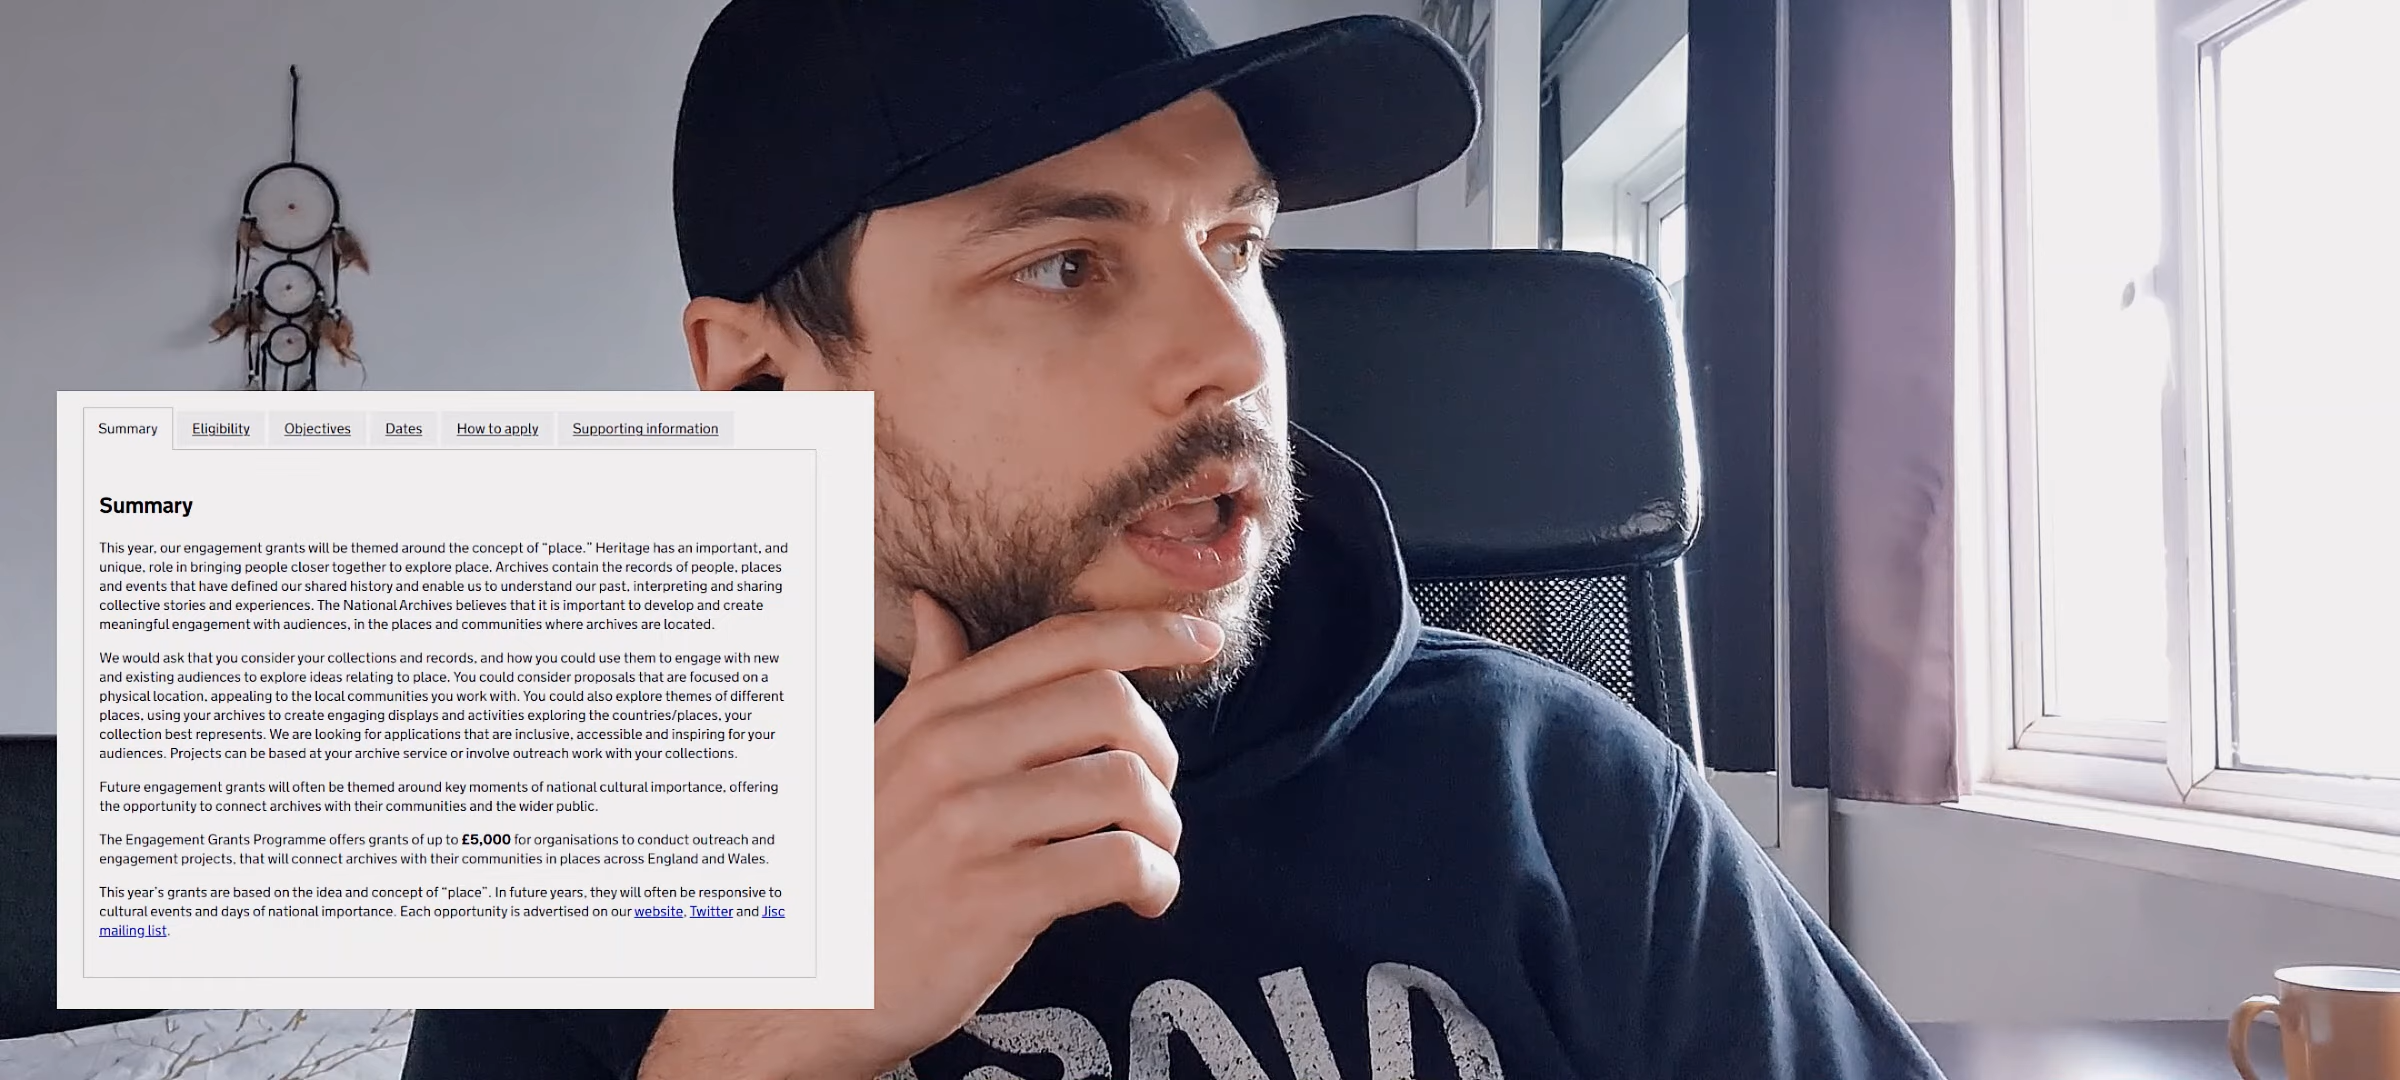 Summary
Eligibility
Objectives
Dates
How to apply
Supporting information
Summary
This year, our engagement grants will be themed around the concept of “place.” Heritage has an important, and
unique, role in bringing people closer together to explore place. Archives contain the records of people, places
and events that have defined our shared history and enable us to understand our past, interpreting and sharing
collective stories and experiences. The National Archives believes that it is important to develop and create
meaningful engagement with audiences, in the places and communities where archives are located.
We would ask that you consider your collections and records, and how you could use them to engage with new
and existing audiences to explore ideas relating to place. You could consider proposals that are focused on a
physical location, appealing to the local communities you work with. You could also explore themes of different
places, using your archives to create engaging displays and activities exploring the countries/places, your
collection best represents. We are looking for applications that are inclusive, accessible and inspiring for your
audiences. Projects can be based at your archive service or involve outreach work with your collections.
Future engagement grants will often be themed around key moments of national cultural importance, offering
the opportunity to connect archives with their communities and the wider public.
The Engagement Grants Programme offers grants of up to £5,000 for organisations to conduct outreach and
engagement projects, that will connect archives with their communities in places across England and Wales.
This year’s grants are based on the idea and concept of “place”. In future years, they will often be responsive to
cultural events and days of national importance. Each opportunity is advertised on our website, Twitter and Jisc
mailing list.